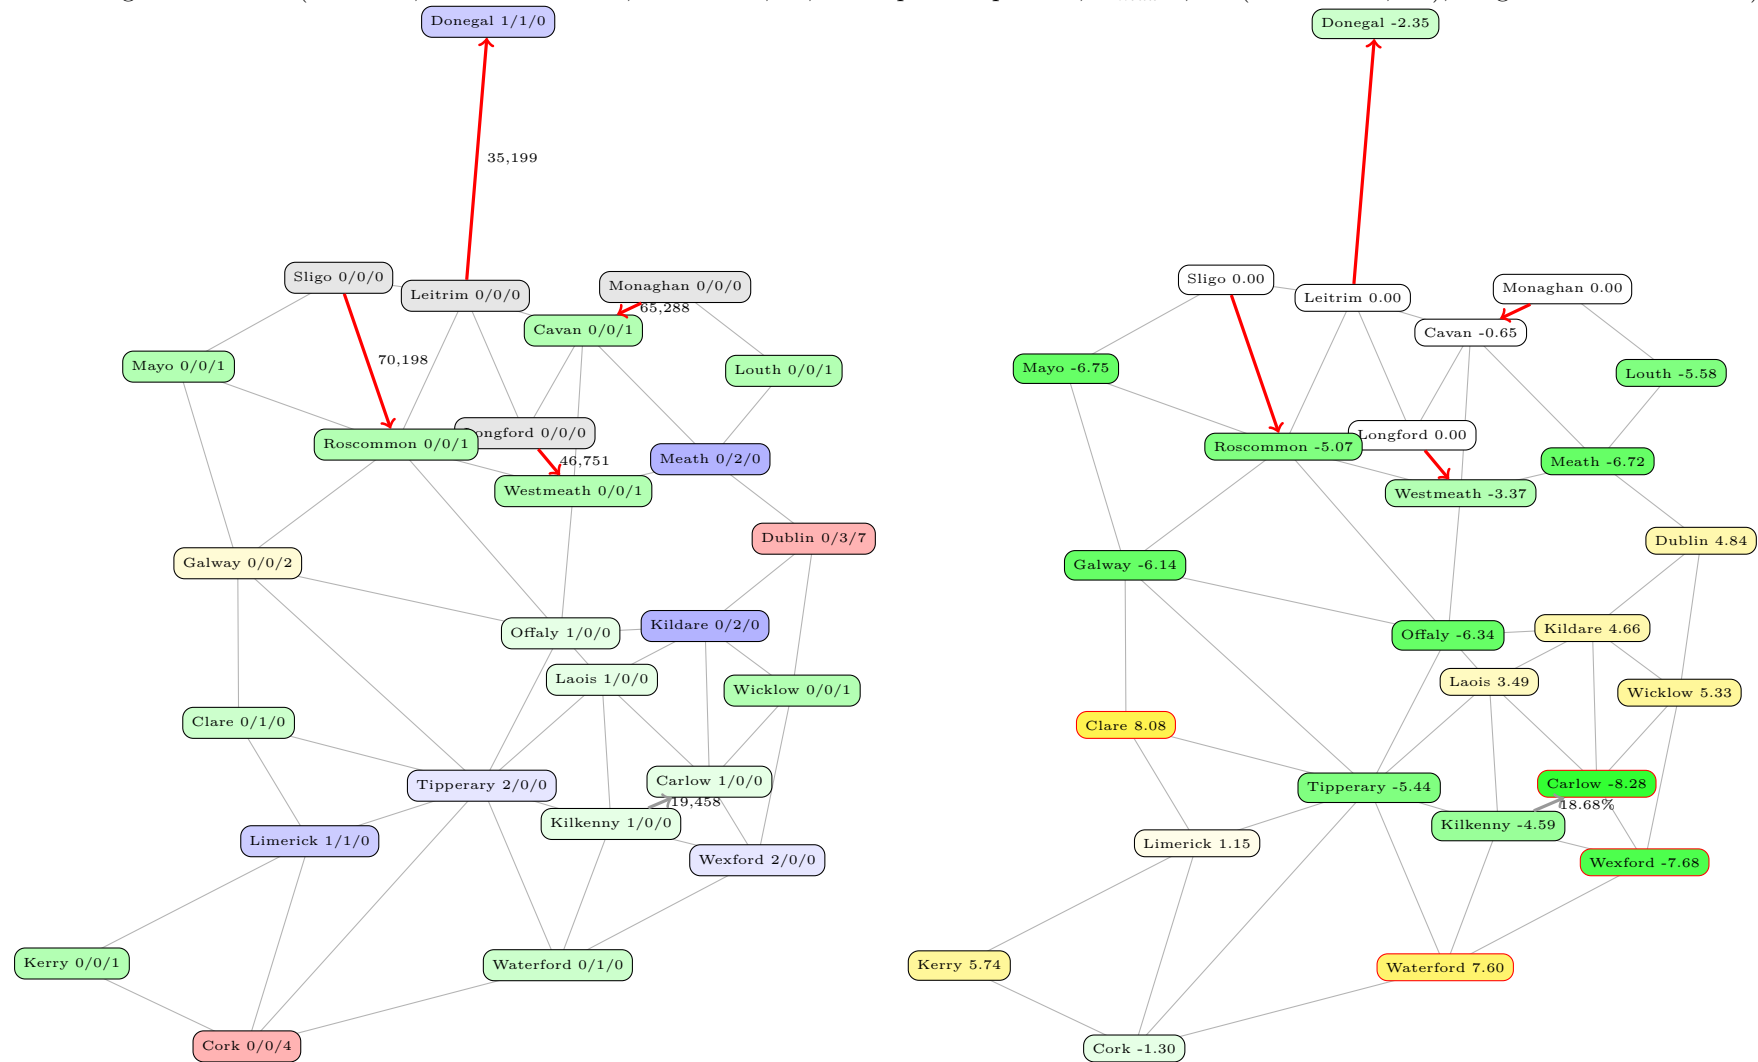 Donegal 1/1/0
35,199
Sligo 0/0/0
Leitrim 0/0/0
Monaghan 0/0/0
65,288
Cavan 0/0/1
Mayo 0/0/1
70,198
Louth 0/0/1
Longford 0/0/0
Roscommon 0/0/1
46,751
Meath 0/2/0
Westmeath 0/0/1
Dublin 0/3/7
Galway 0/0/2
Offaly 1/0/0
Kildare 0/2/0
Laois 1/0/0
Wicklow 0/0/1
Clare 0/1/0
Tipperary 2/0/0
Carlow 1/0/0
19,458
Kilkenny 1/0/0
Limerick 1/1/0
Wexford 2/0/0
Kerry 0/0/1
Waterford 0/1/0
Cork 0/0/4
Donegal -2.35
Sligo 0.00
Leitrim 0.00
Monaghan 0.00
Cavan -0.65
Mayo -6.75
Louth -5.58
Longford 0.00
Roscommon -5.07
Meath -6.72
Westmeath -3.37
Dublin 4.84
Galway -6.14
Offaly -6.34
Kildare 4.66
Laois 3.49
Wicklow 5.33
Clare 8.08
Tipperary -5.44
Carlow -8.28
18.68%
Kilkenny -4.59
Limerick 1.15
Wexford -7.68
Kerry 5.74
Waterford 7.60
Cork -1.30